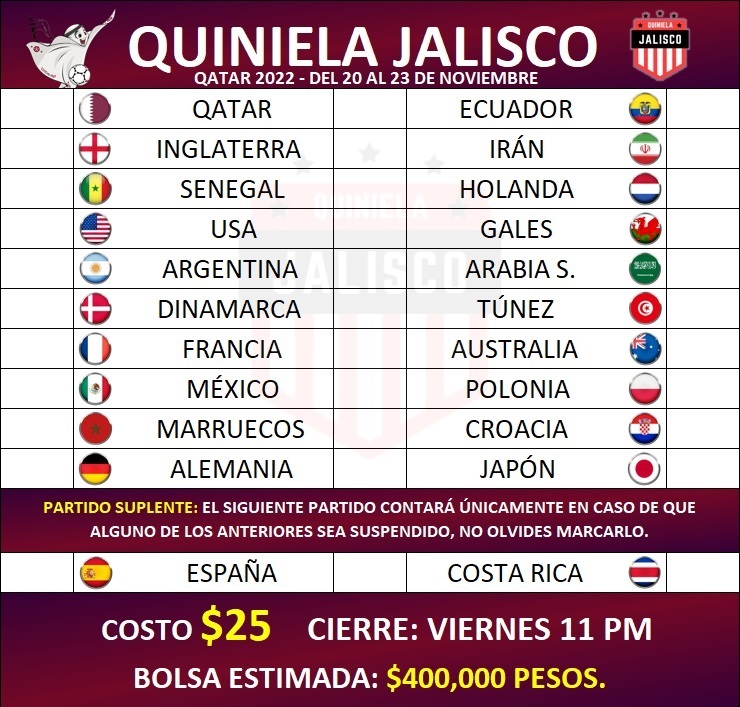 QUINIELA JALISCO
QATAR 2022 - DEL 20 AL 23 DE NOVIEMBRE
QUINIELA
JALISCO
QATAR ECUADOR
INGLATERRA IRÁN
SENEGAL HOLANDA
QUINIELA
USA GALES
ARGENTINA ARABIA S.
JALISCO
DINAMARCA TÚNEZ
FRANCIA AUSTRALIA
MÉXICO POLONIA
MARRUECOS CROACIA
ALEMANIA JAPÓN
PARTIDO SUPLENTE: EL SIGUIENTE PARTIDO CONTARÁ ÚNICAMENTE EN CASO DE QUE
ALGUNO DE LOS ANTERIORES SEA SUSPENDIDO, NO OLVIDES MARCARLO.
ESPAÑA COSTA RICA
COSTO $25 CIERRE: VIERNES 11 PM
BOLSA ESTIMADA: $400,000 PESOS.